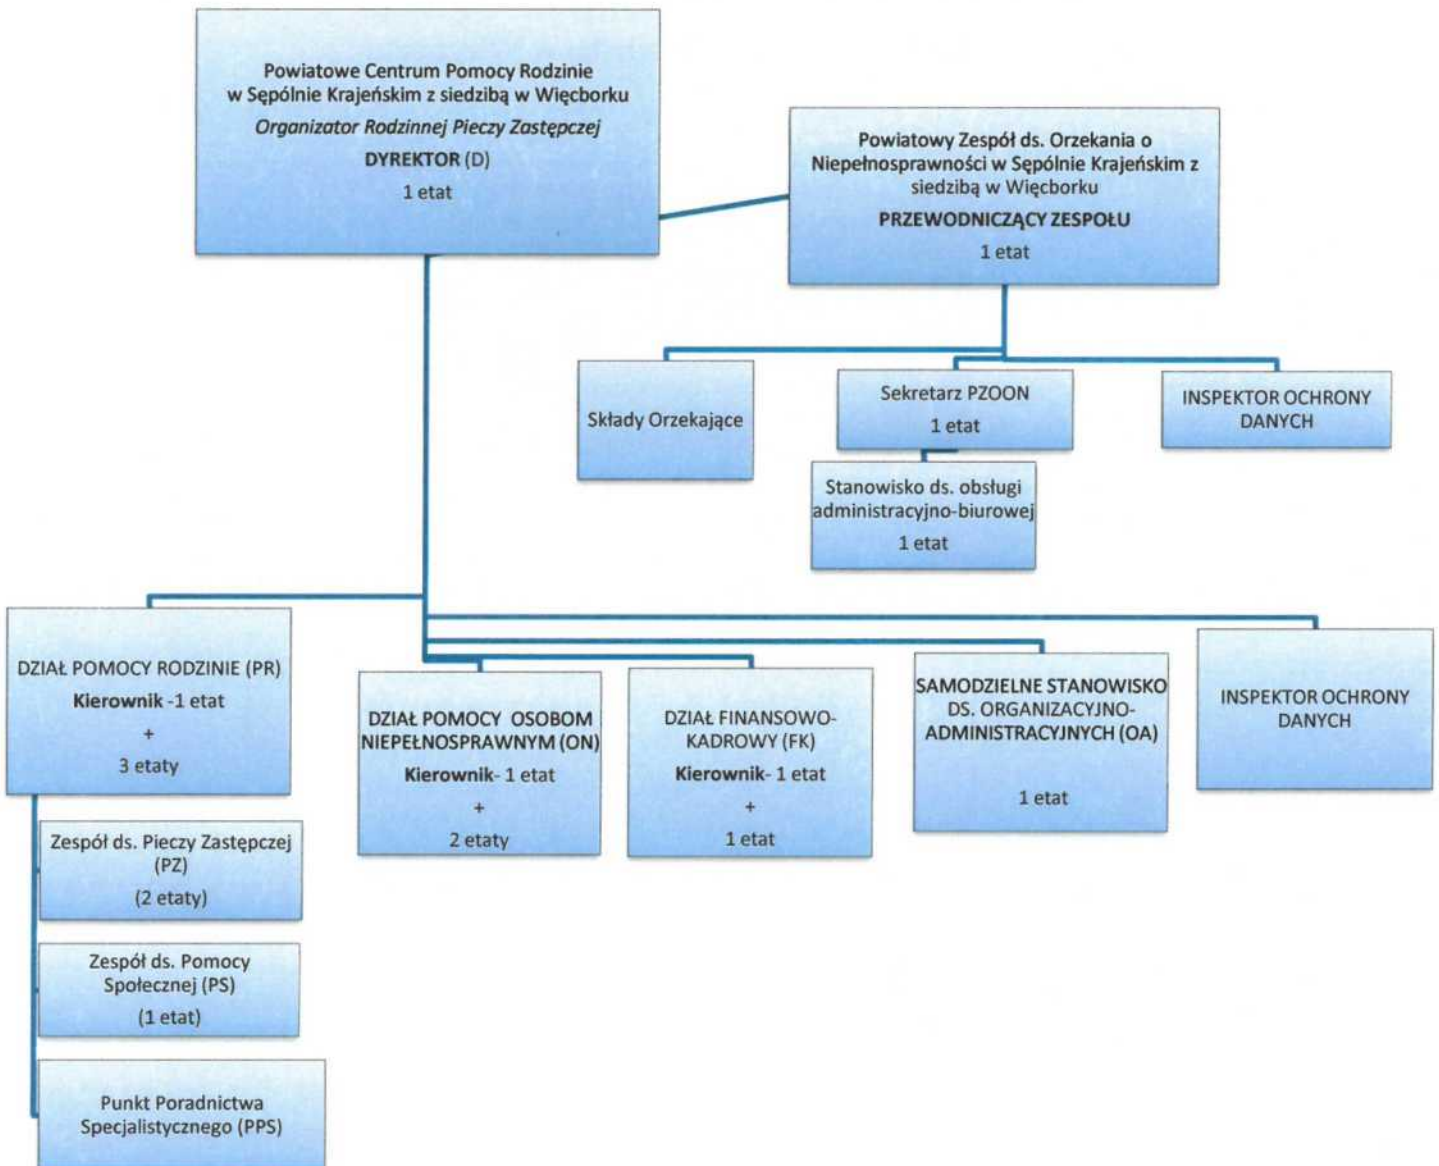 Powiatowe Centrum Pomocy Rodzinie
w Sępólnie Krajeńskim z siedzibą w Więcborku
Organizator Rodzinnej Pieczy Zastępczej
DYREKTOR (D)
1 etat
Powiatowy Zespół ds. Orzekania o
Niepełnosprawności w Sępólnie Krajeńskim z
siedzibą w Więcborku
PRZEWODNICZĄCY ZESPOŁU
1 etat
Składy Orzekające
Sekretarz PZOON
1 etat
INSPEKTOR OCHRONY
DANYCH
Stanowisko ds. obsługi
administracyjno-biurowej
1 etat
DZIAŁ POMOCY RODZINIE (PR)
Kierownik -1 etat
+
3 etaty
DZIAŁ POMOCY OSOBOM
NIEPEŁNOSPRAWNYM (ON)
Kierownik- 1 etat
+
2 etaty
DZIAŁ FINANSOWO-
KADROWY (FK)
Kierownik- 1 etat
+
1 etat
SAMODZIELNE STANOWISKO
DS. ORGANIZACYJNO-
ADMINISTRACYJNYCH (OA)
1 etat
INSPEKTOR OCHRONY
DANYCH
Zespół ds. Pieczy Zastępczej
(PZ)
(2 etaty)
Zespół ds. Pomocy
Społecznej (PS)
(1 etat)
Punkt Poradnictwa
Specjalistycznego (PPS)